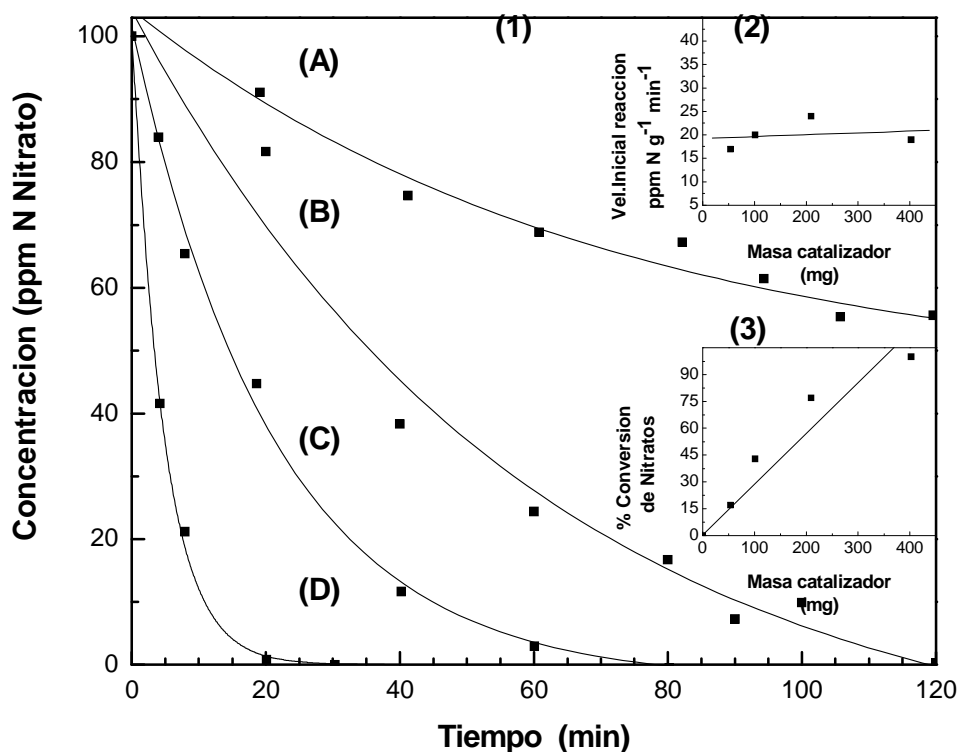 (1)
(2)
(3)
(A)
(B)
(C)
(D)
Concentracion (ppm N Nitrato)
100
80
60
40
20
0
0 20 40 60 80 100 120
Tiempo (min)
Vel.Inicial reaccion
ppm N g⁻¹ min⁻¹
40
35
30
25
20
15
10
5
0 100 200 300 400
Masa catalizador
(mg)
% Conversion
de Nitratos
90
75
60
45
30
15
0
0 100 200 300 400
Masa catalizador
(mg)